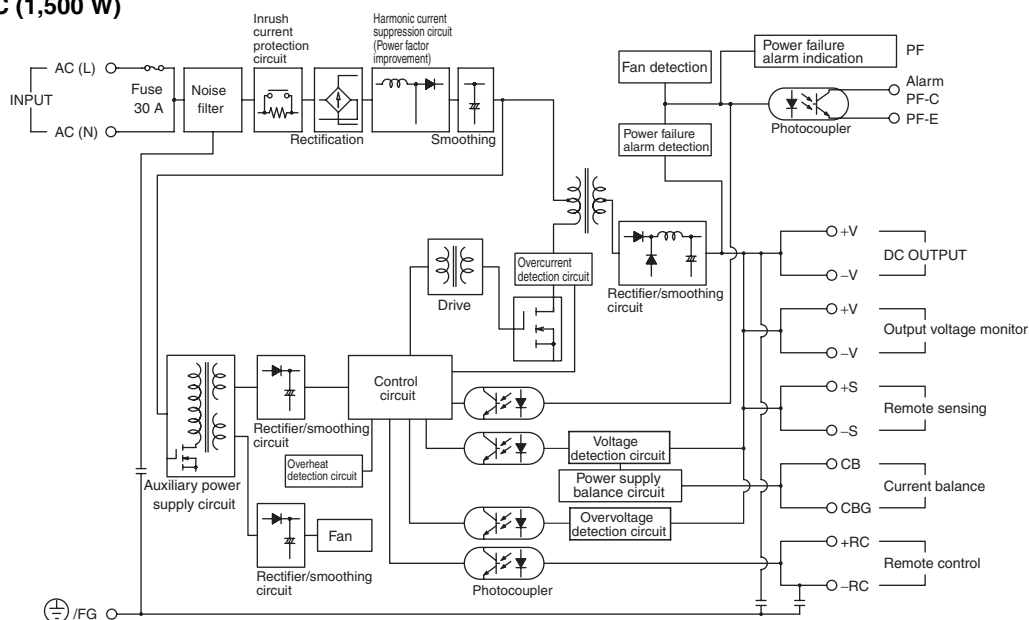 C (1,500 W)
Inrush
current
protection
circuit
Harmonic current
suppression circuit
(Power factor
improvement)
Power failure
alarm indication
PF
Fan detection
AC (L)
INPUT
AC (N)
Fuse
30 A
Noise
filter
Rectification
Smoothing
Alarm
PF-C
PF-E
Photocoupler
Power failure
alarm detection
Overcurrent
detection circuit
Drive
Rectifier/smoothing
circuit
+V
DC OUTPUT
−V
+V
Output voltage monitor
−V
Control
circuit
Rectifier/smoothing
circuit
Overheat
detection circuit
Auxiliary power
supply circuit
Fan
Rectifier/smoothing
circuit
Voltage
detection circuit
Power supply
balance circuit
Overvoltage
detection circuit
Photocoupler
+S
Remote sensing
−S
CB
Current balance
CBG
+RC
Remote control
−RC
/FG